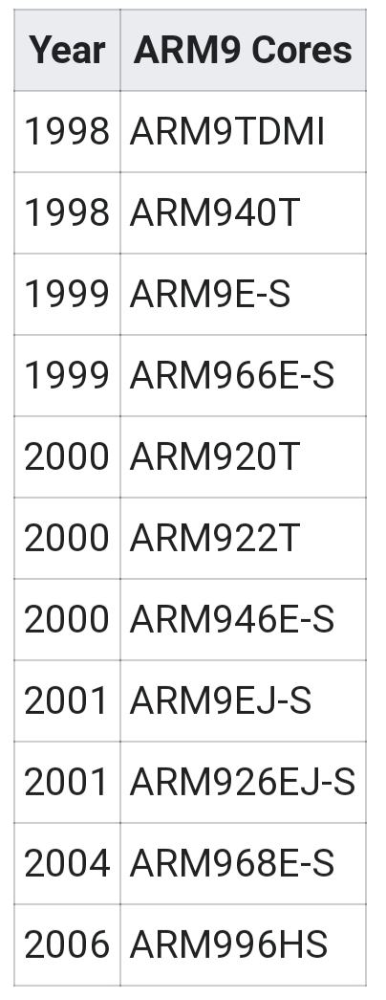 Year ARM9 Cores
1998 ARM9TDMI
1998 ARM940T
1999 ARM9E-S
1999 ARM966E-S
2000 ARM920T
2000 ARM922T
2000 ARM946E-S
2001 ARM9EJ-S
2001 ARM926EJ-S
2004 ARM968E-S
2006 ARM996HS